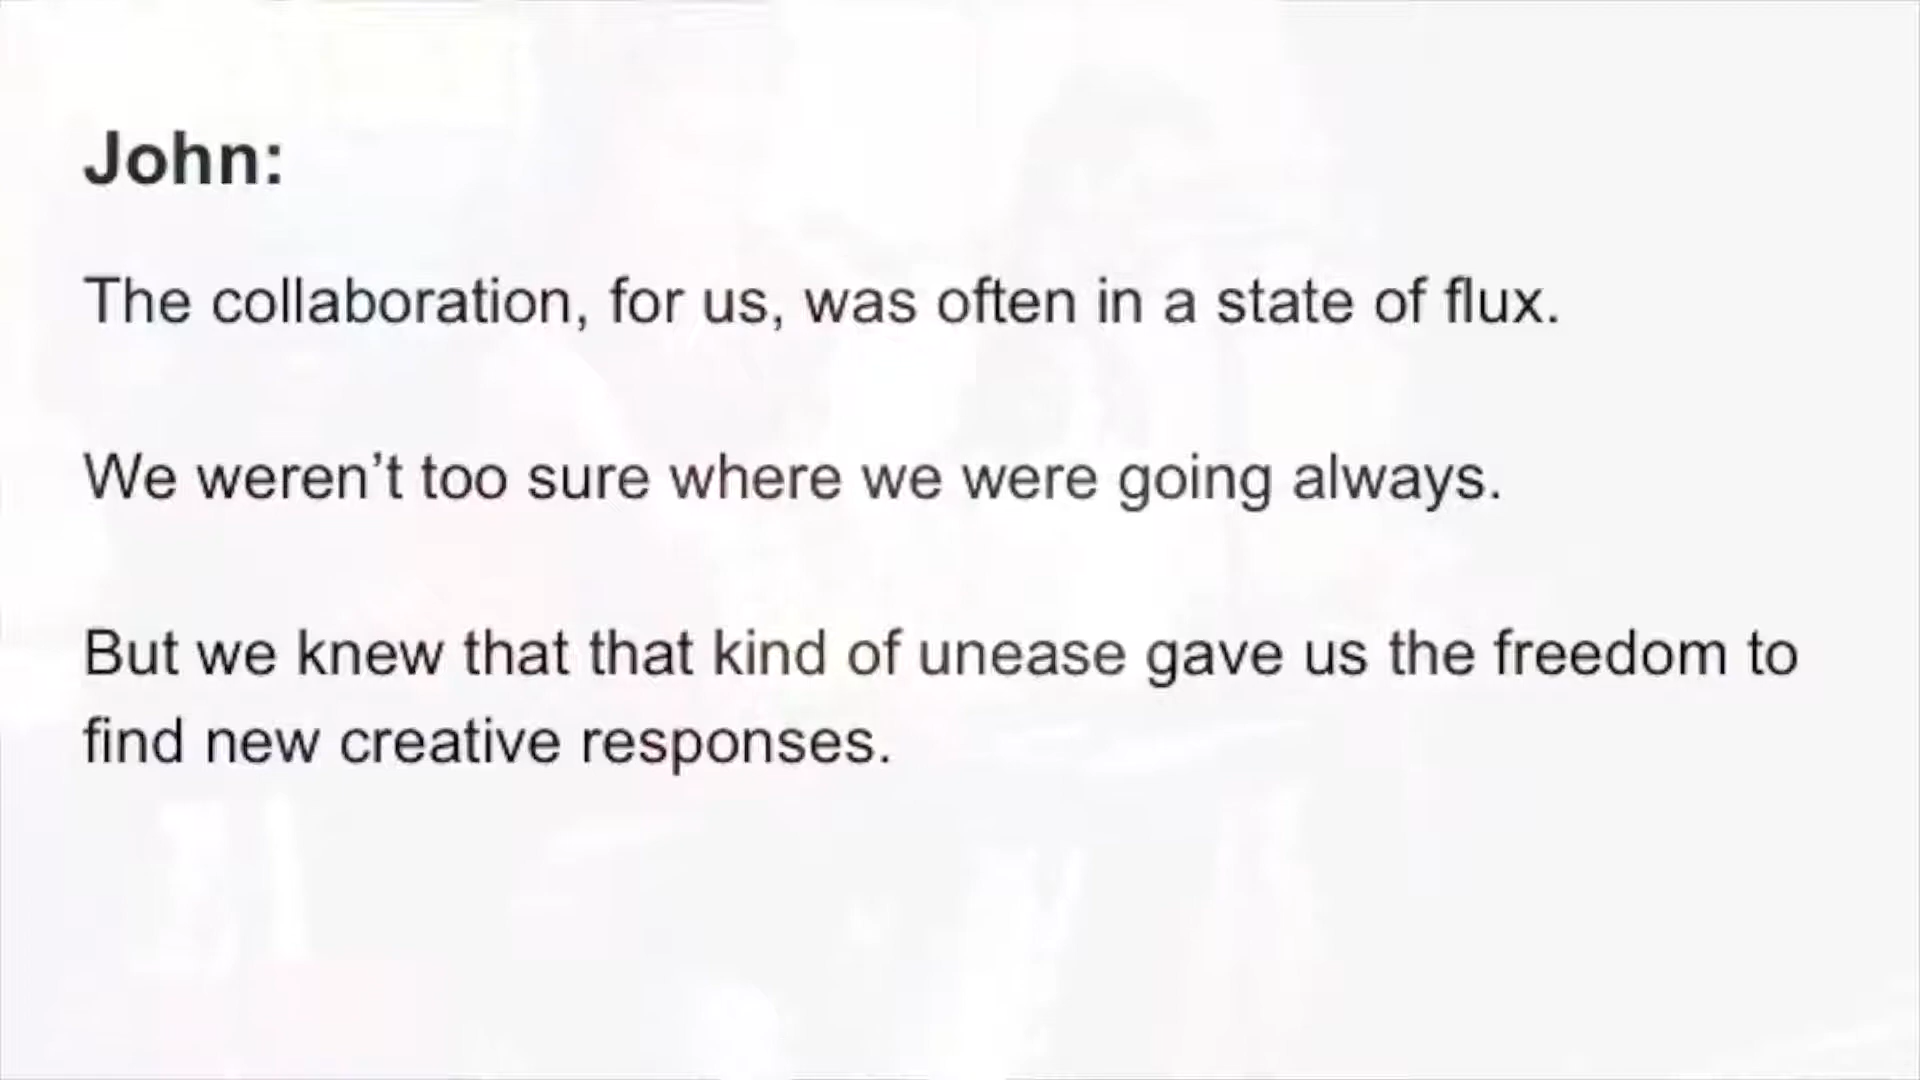 John:
The collaboration, for us, was often in a state of flux.
We weren’t too sure where we were going always.
But we knew that that kind of unease gave us the freedom to
find new creative responses.